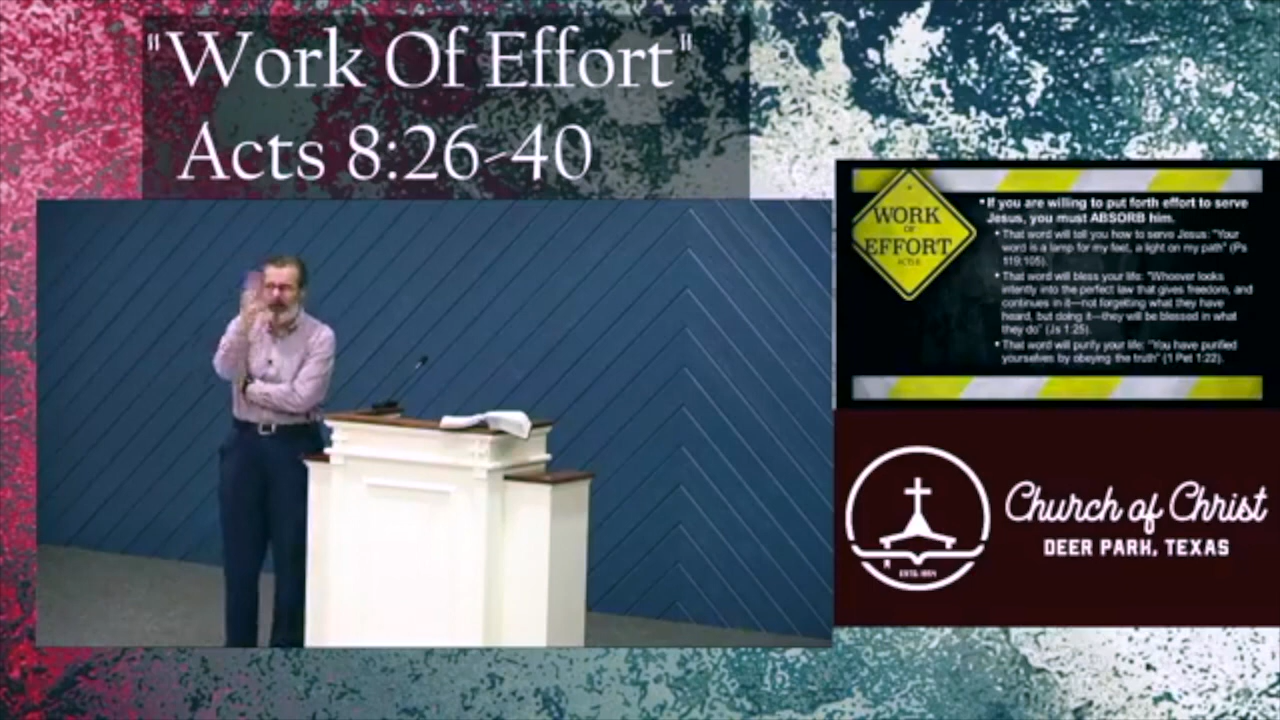 "Work Of Effort"
Acts 8:26-40
WORK
OF
EFFORT
ACTS 8
• If you are willing to put forth effort to serve
Jesus, you must ABSORB him.
• That word will tell you how to serve Jesus: "Your
word is a lamp for my feet, a light on my path" (Ps
119:105).
• That word will bless your life: "Whoever looks
intently into the perfect law that gives freedom, and
continues in it—not forgetting what they have
heard, but doing it—they will be blessed in what
they do" (Js 1:25).
• That word will purify your life: "You have purified
yourselves by obeying the truth" (1 Pet 1:22).
Church of Christ
DEER PARK, TEXAS